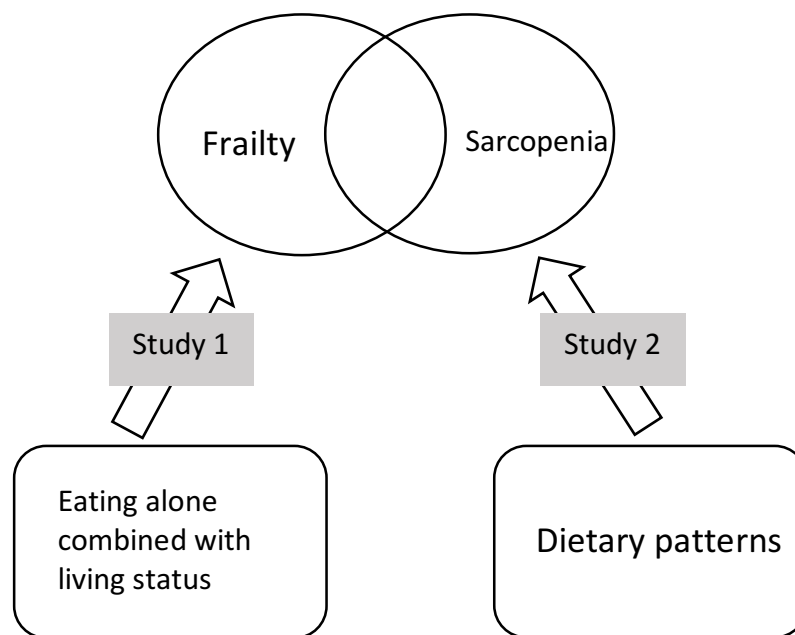 Frailty
Sarcopenia
Study 1
Study 2
Eating alone
combined with
living status
Dietary patterns